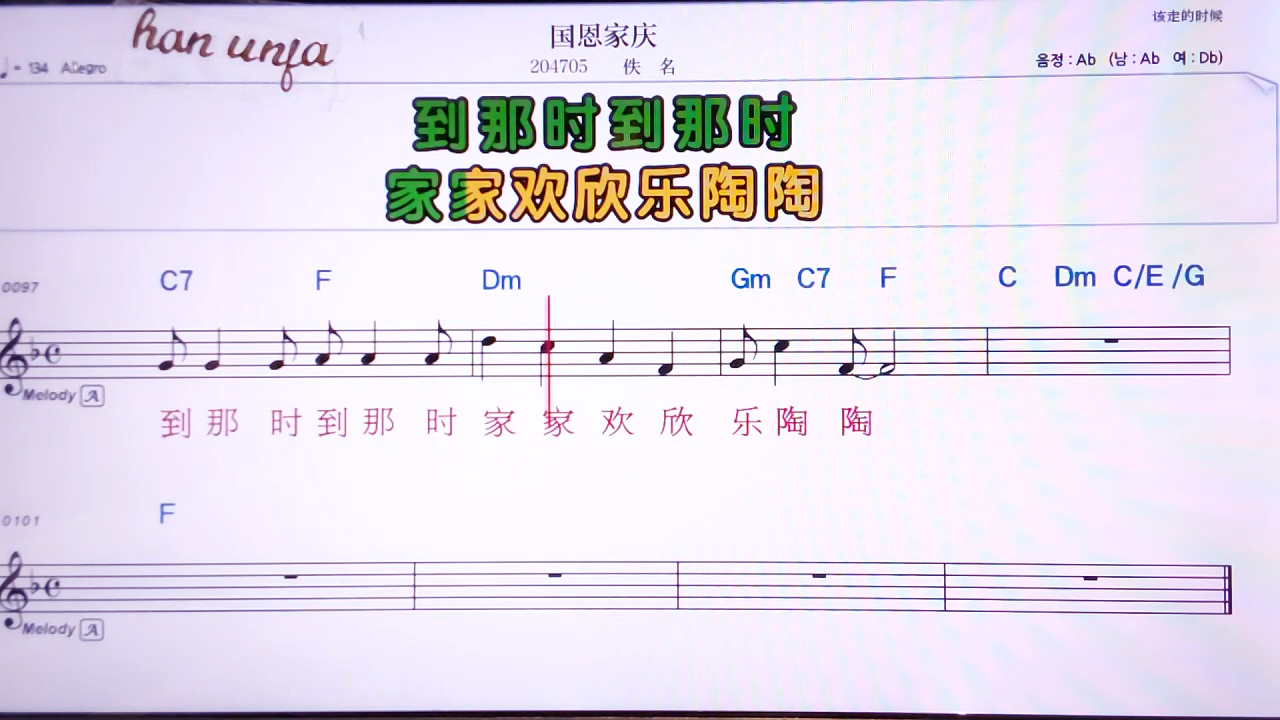 han unfa
国恩家庆
该走的时候
♩= 134 Allegro
204705 佚 名
음정 : Ab (남 : Ab 여 : Db)
到那时到那时
家家欢欣乐陶陶
0097 C7 F Dm Gm C7 F C Dm C/E /G
Melody A
到 那 时 到 那 时 家 家 欢 欣 乐 陶 陶
0101 F
Melody A